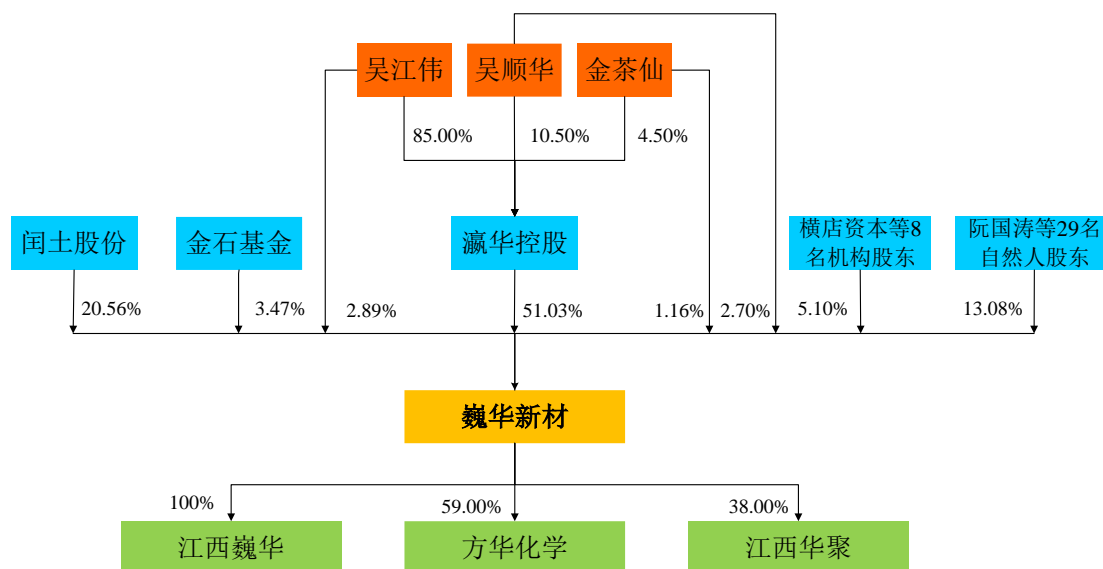 吴江伟
吴顺华
金茶仙
85.00%
10.50%
4.50%
闰土股份
金石基金
瀛华控股
横店资本等8
名机构股东
阮国涛等29名
自然人股东
20.56%
3.47%
2.89%
51.03%
1.16%
2.70%
5.10%
13.08%
巍华新材
100%
59.00%
38.00%
江西巍华
方华化学
江西华聚